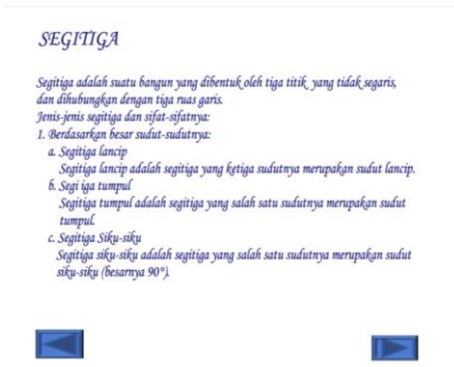 SEGITIGA
Segitiga adalah suatu bangun yang dibentuk oleh tiga titik yang tidak segaris,
dan dihubungkan dengan tiga ruas garis.
Jenis-jenis segitiga dan sifat-sifatnya:
1. Berdasarkan besar sudut-sudutnya:
a. Segitiga lancip
Segitiga lancip adalah segitiga yang ketiga sudutnya merupakan sudut lancip.
b. Segi iga tumpul
Segitiga tumpul adalah segitiga yang salah satu sudutnya merupakan sudut
tumpul.
c. Segitiga Siku-siku
Segitiga siku-siku adalah segitiga yang salah satu sudutnya merupakan sudut
siku-siku (besarnya 90°).